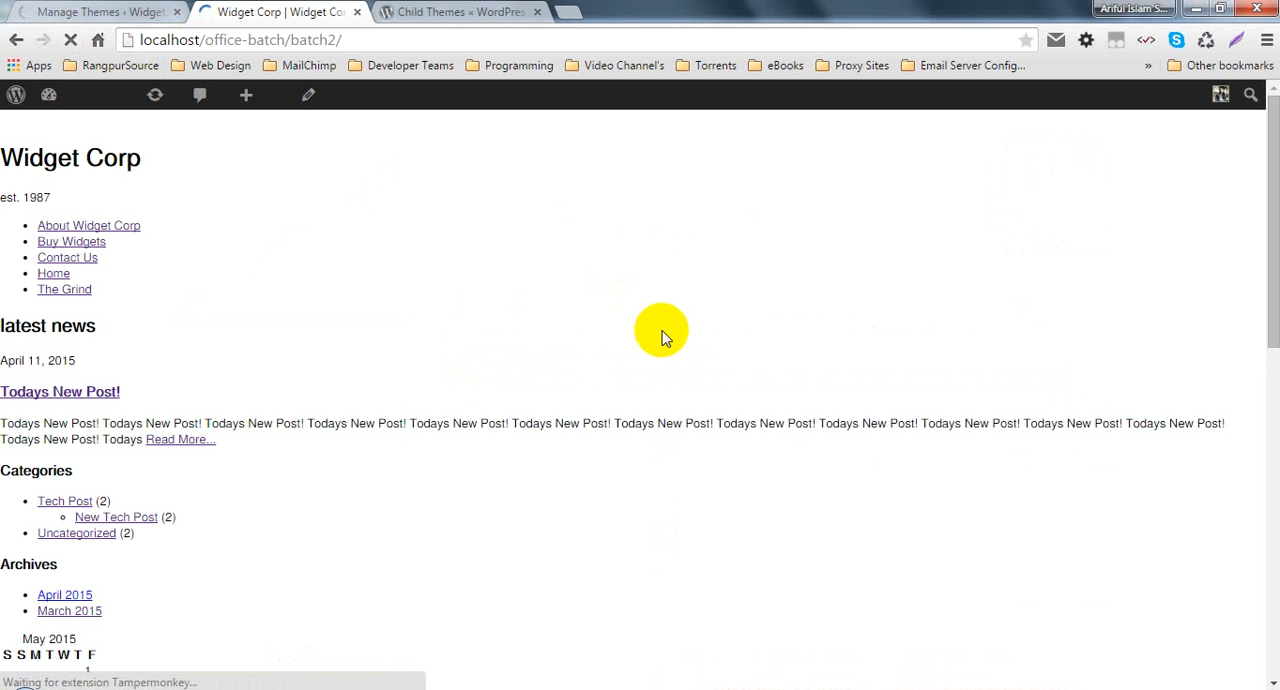 Manage Themes ‹ Widget
Widget Corp | Widget Cor
Child Themes « WordPres
Ariful Islam S...
localhost/office-batch/batch2/
Apps RangpurSource Web Design MailChimp Developer Teams Programming Video Channel's Torrents eBooks Proxy Sites Email Server Config... » Other bookmarks
Widget Corp
est. 1987
About Widget Corp
Buy Widgets
Contact Us
Home
The Grind
latest news
April 11, 2015
Todays New Post!
Todays New Post! Todays New Post! Todays New Post! Todays New Post! Todays New Post! Todays New Post! Todays New Post! Todays New Post! Todays New Post! Todays New Post! Todays New Post! Todays New Post!
Todays New Post! Todays Read More...
Categories
Tech Post (2)
New Tech Post (2)
Uncategorized (2)
Archives
April 2015
March 2015
May 2015
S S M T W T F
1
Waiting for extension Tampermonkey...